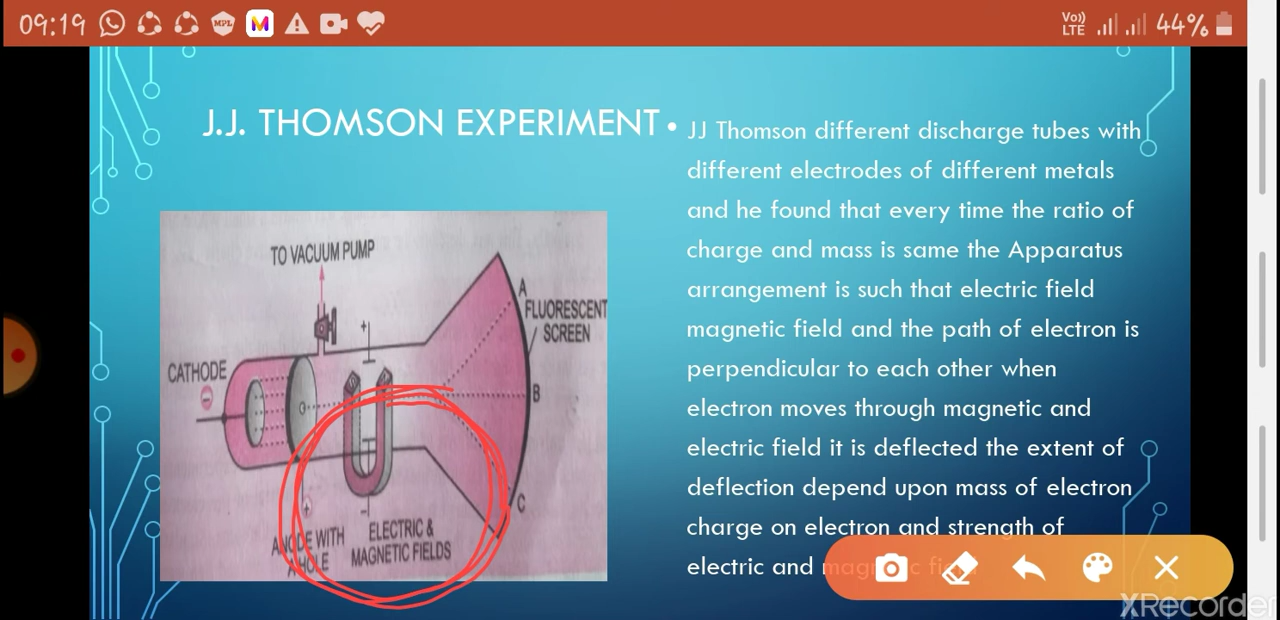 09:19
MPL
Vo))
LTE
44%
J.J. THOMSON EXPERIMENT
• JJ Thomson different discharge tubes with
different electrodes of different metals
and he found that every time the ratio of
charge and mass is same the Apparatus
arrangement is such that electric field
magnetic field and the path of electron is
perpendicular to each other when
electron moves through magnetic and
electric field it is deflected the extent of
deflection depend upon mass of electron
charge on electron and strength of
electric and magnetic
TO VACUUM PUMP
A
FLUORESCENT
SCREEN
+
CATHODE
-
B
C
+
-
ANODE WITH
A HOLE
ELECTRIC &
MAGNETIC FIELDS
XRecorder